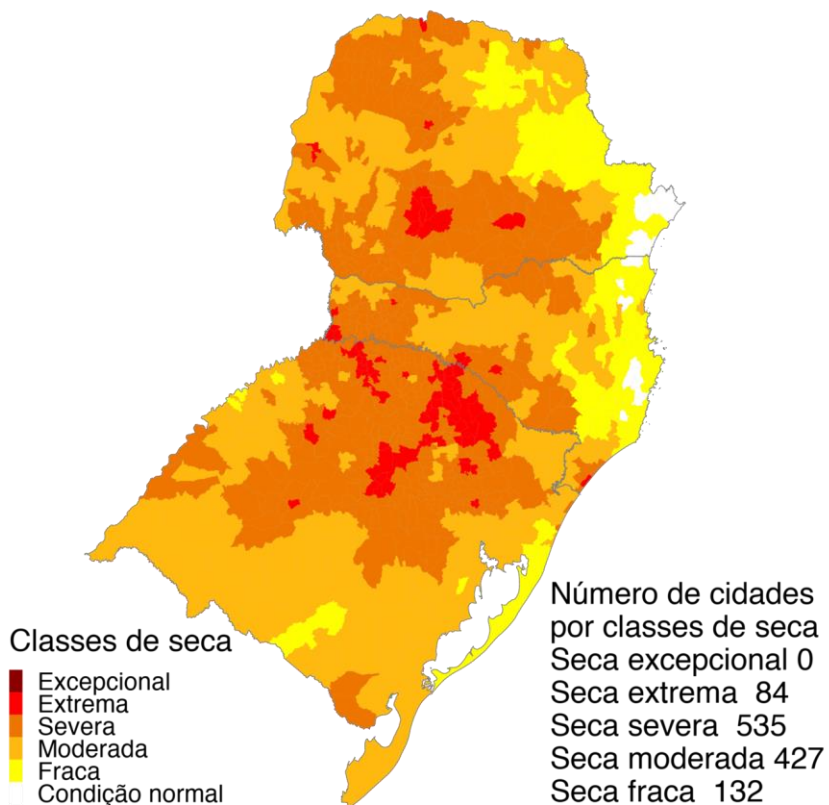 Classes de seca
Excepcional
Extrema
Severa
Moderada
Fraca
Condição normal
Número de cidades
por classes de seca
Seca excepcional 0
Seca extrema 84
Seca severa 535
Seca moderada 427
Seca fraca 132